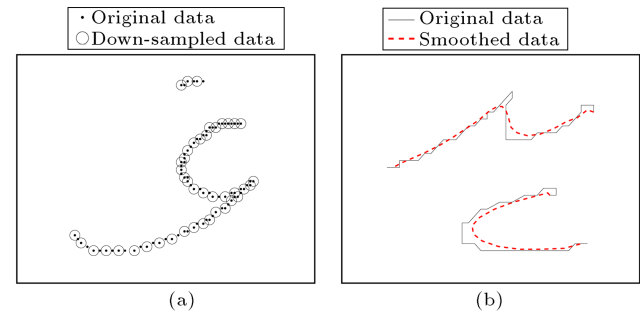 Original data
Down-sampled data
(a)
Original data
Smoothed data
(b)